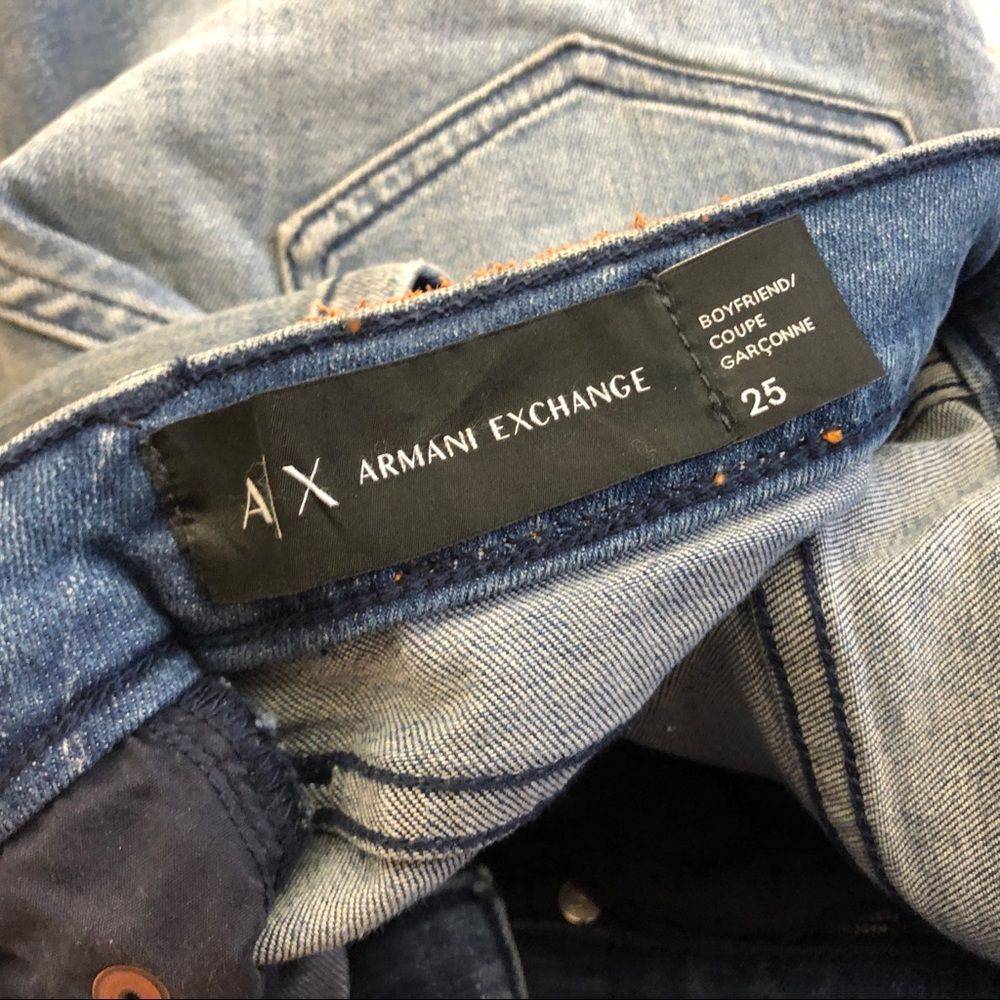 A|X ARMANI EXCHANGE
BOYFRIEND/
COUPE
GARÇONNE
25